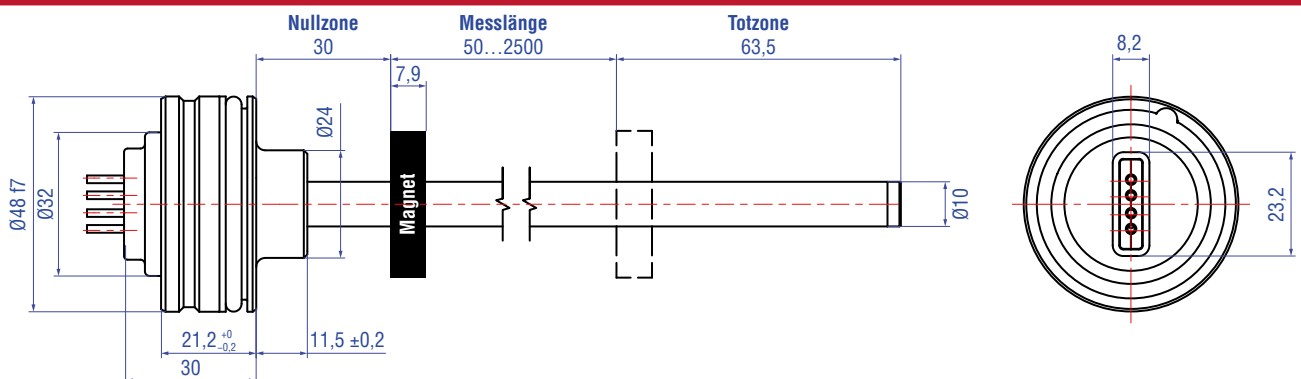 Nullzone
30
Messlänge
50...2500
Totzone
63,5
7,9
8,2
Ø48 f7
Ø32
Ø24
Magnet
Ø10
23,2
21,2 +0 -0,2
11,5 ±0,2
30